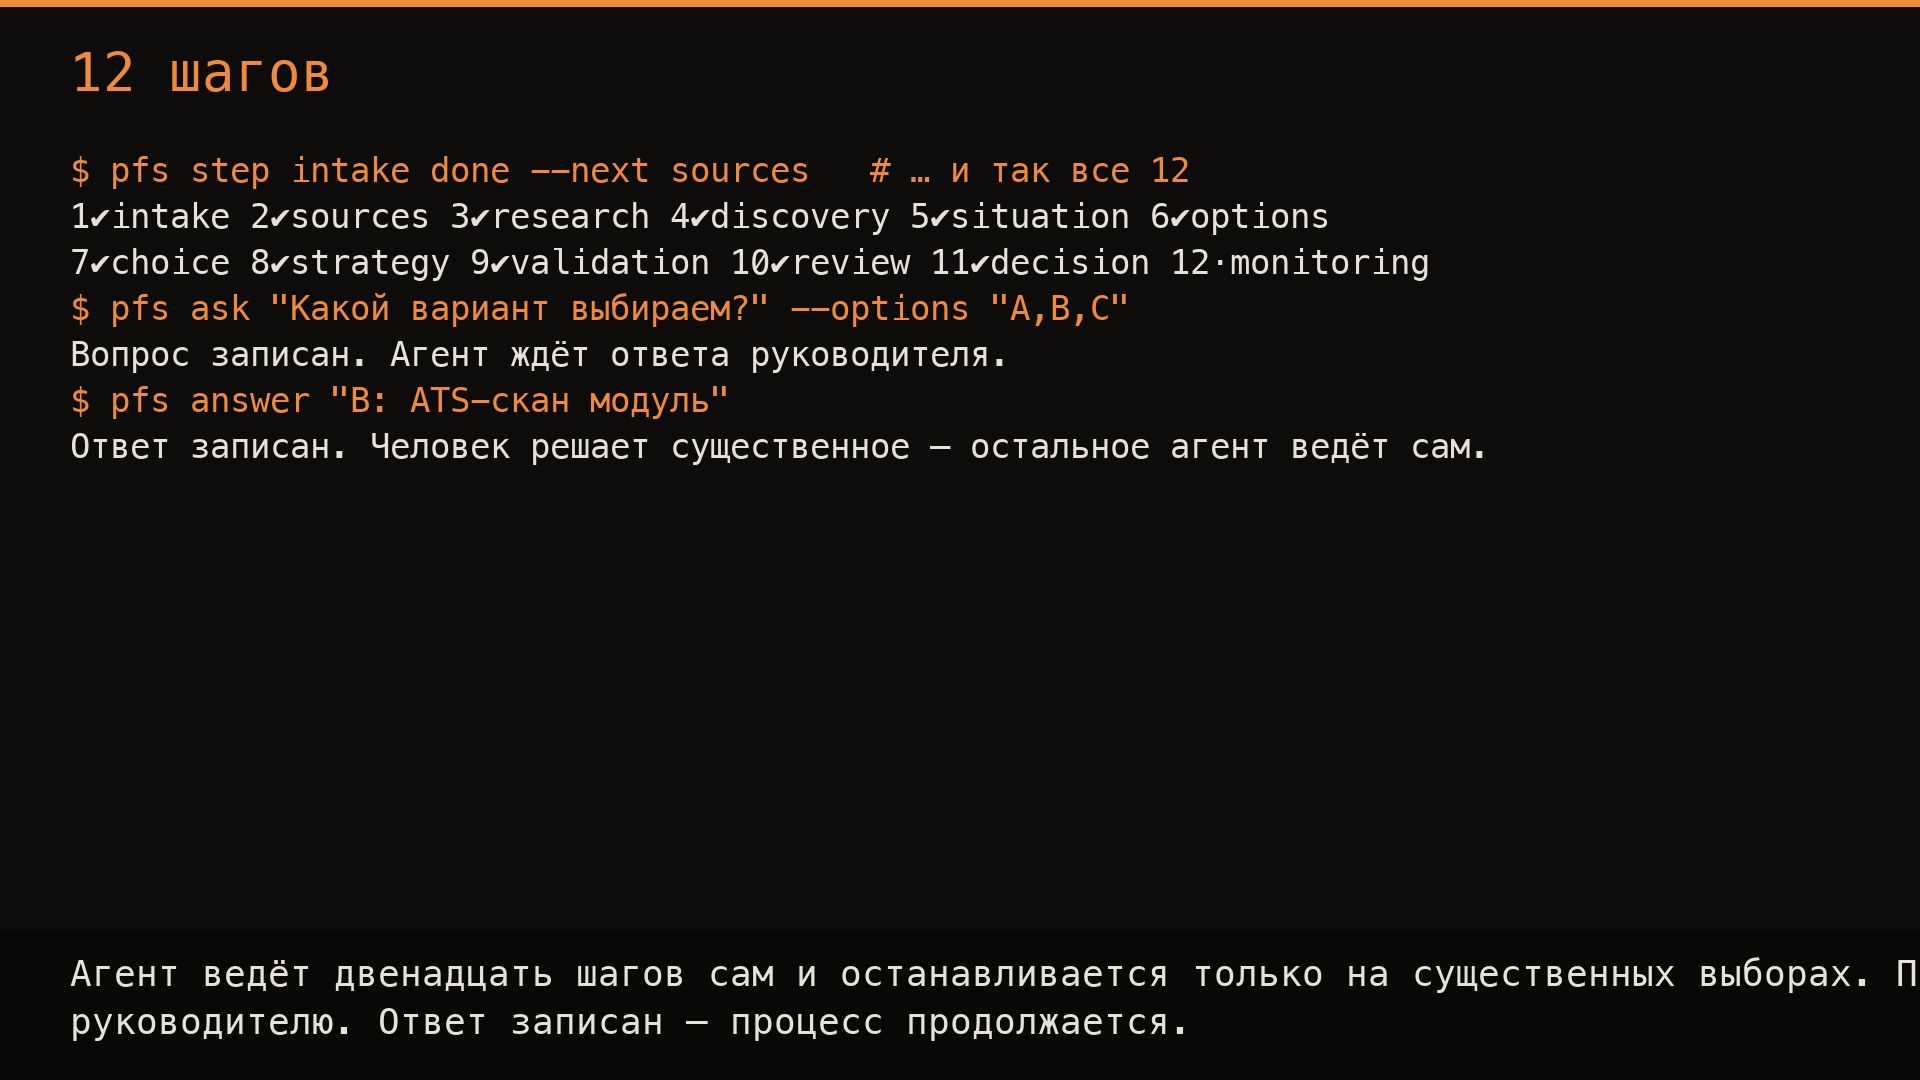 12 шагов
$ pfs step intake done --next sources   # … и так все 12
1✔intake 2✔sources 3✔research 4✔discovery 5✔situation 6✔options
7✔choice 8✔strategy 9✔validation 10✔review 11✔decision 12·monitoring
$ pfs ask "Какой вариант выбираем?" --options "A,B,C"
Вопрос записан. Агент ждёт ответа руководителя.
$ pfs answer "B: ATS-скан модуль"
Ответ записан. Человек решает существенное — остальное агент ведёт сам.
Агент ведёт двенадцать шагов сам и останавливается только на существенных выборах.
руководителю. Ответ записан — процесс продолжается.